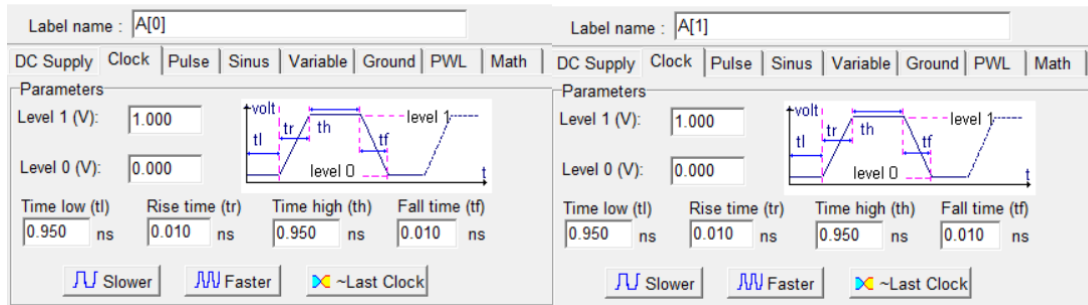 Label name : A[0]
DC Supply Clock Pulse Sinus Variable Ground PWL Math
Parameters
Level 1 (V): 1.000
Level 0 (V): 0.000
volt
tl tr th tf level 1
level 0 t
Time low (tl) Rise time (tr) Time high (th) Fall time (tf)
0.950 ns 0.010 ns 0.950 ns 0.010 ns
Slower Faster ~Last Clock
Label name : A[1]
DC Supply Clock Pulse Sinus Variable Ground PWL Math
Parameters
Level 1 (V): 1.000
Level 0 (V): 0.000
volt
tl tr th tf level 1
level 0 t
Time low (tl) Rise time (tr) Time high (th) Fall time (tf)
0.950 ns 0.010 ns 0.950 ns 0.010 ns
Slower Faster ~Last Clock